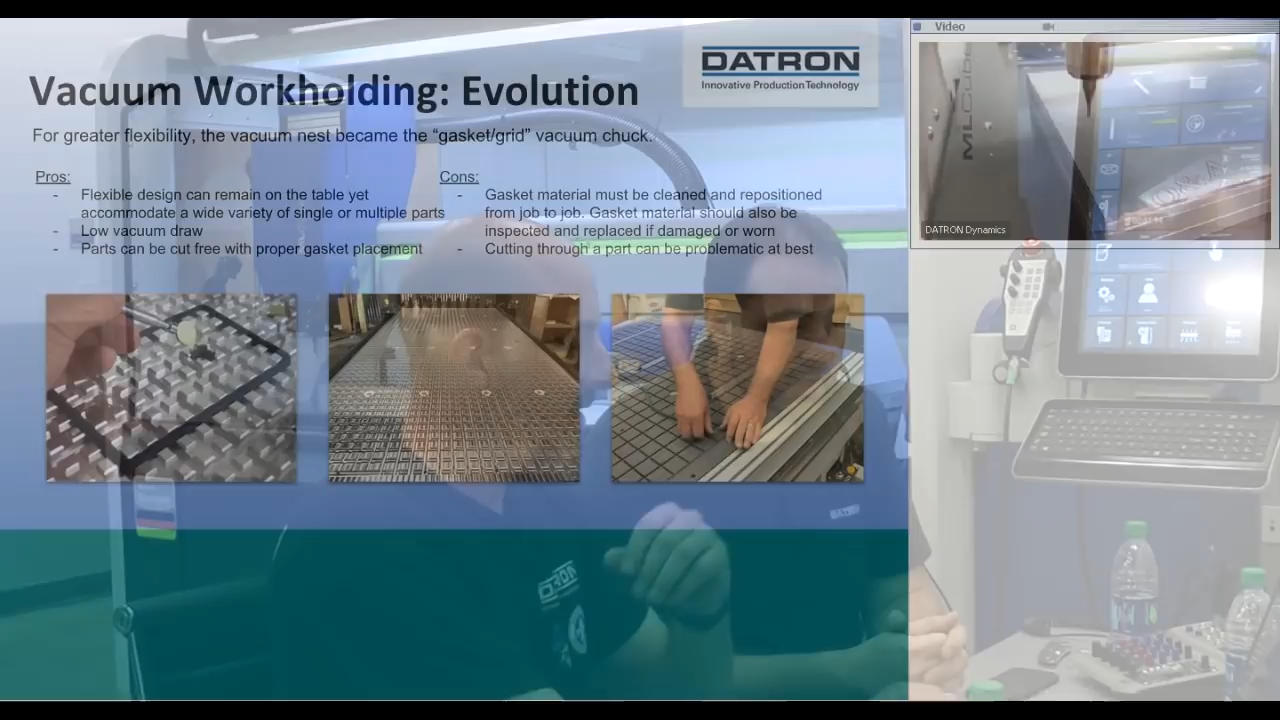 Video
DATRON
Innovative Production Technology
Vacuum Workholding: Evolution
For greater flexibility, the vacuum nest became the “gasket/grid” vacuum chuck.
Pros:
- Flexible design can remain on the table yet
accommodate a wide variety of single or multiple parts
- Low vacuum draw
- Parts can be cut free with proper gasket placement
Cons:
- Gasket material must be cleaned and repositioned
from job to job. Gasket material should also be
inspected and replaced if damaged or worn
- Cutting through a part can be problematic at best
MLCube
DATRON Dynamics
DATRON